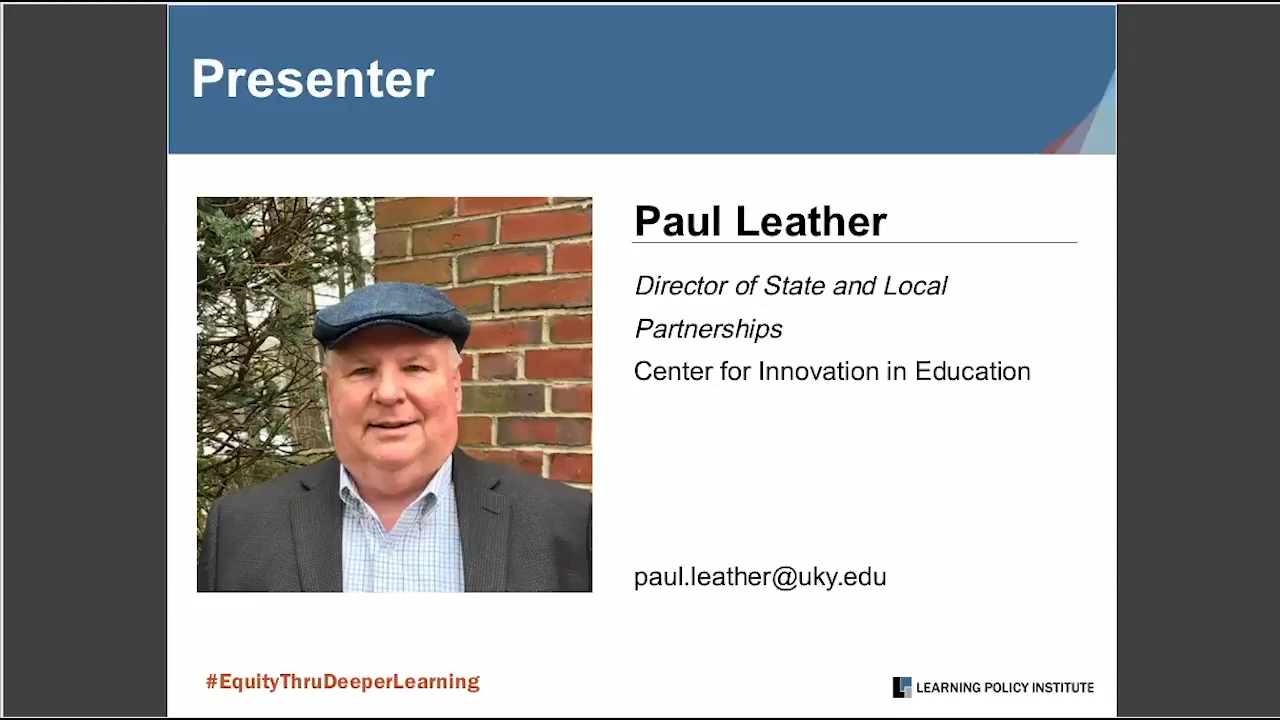 Presenter
Paul Leather
Director of State and Local
Partnerships
Center for Innovation in Education
paul.leather@uky.edu
#EquityThruDeeperLearning
LEARNING POLICY INSTITUTE